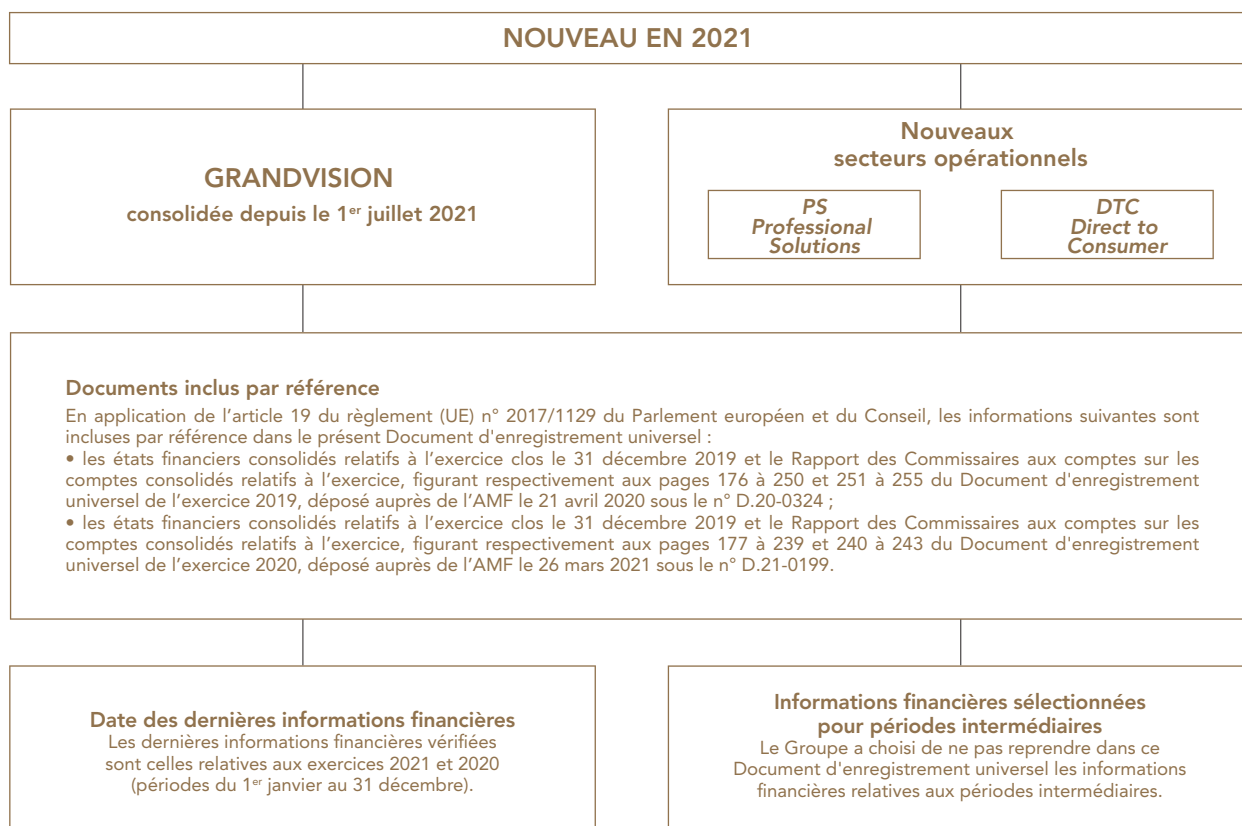 NOUVEAU EN 2021
GRANDVISION
consolidée depuis le 1er juillet 2021
Nouveaux
secteurs opérationnels
PS
Professional
Solutions
DTC
Direct to
Consumer
Documents inclus par référence
En application de l'article 19 du règlement (UE) n° 2017/1129 du Parlement européen et du Conseil, les informations suivantes sont
incluses par référence dans le présent Document d'enregistrement universel :
• les états financiers consolidés relatifs à l'exercice clos le 31 décembre 2019 et le Rapport des Commissaires aux comptes sur les
comptes consolidés relatifs à l'exercice, figurant respectivement aux pages 176 à 250 et 251 à 255 du Document d'enregistrement
universel de l'exercice 2019, déposé auprès de l'AMF le 21 avril 2020 sous le n° D.20-0324 ;
• les états financiers consolidés relatifs à l'exercice clos le 31 décembre 2019 et le Rapport des Commissaires aux comptes sur les
comptes consolidés relatifs à l'exercice, figurant respectivement aux pages 177 à 239 et 240 à 243 du Document d'enregistrement
universel de l'exercice 2020, déposé auprès de l'AMF le 26 mars 2021 sous le n° D.21-0199.
Date des dernières informations financières
Les dernières informations financières vérifiées
sont celles relatives aux exercices 2021 et 2020
(périodes du 1er janvier au 31 décembre).
Informations financières sélectionnées
pour périodes intermédiaires
Le Groupe a choisi de ne pas reprendre dans ce
Document d'enregistrement universel les informations
financières relatives aux périodes intermédiaires.